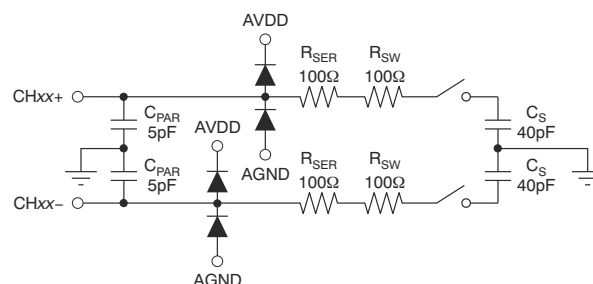 AVDD
R_SER R_SW
100Ω 100Ω
CHxx+
C_PAR
5pF
AVDD
C_S
40pF
C_PAR
5pF
AGND
R_SER R_SW
100Ω 100Ω
C_S
40pF
CHxx–
AGND